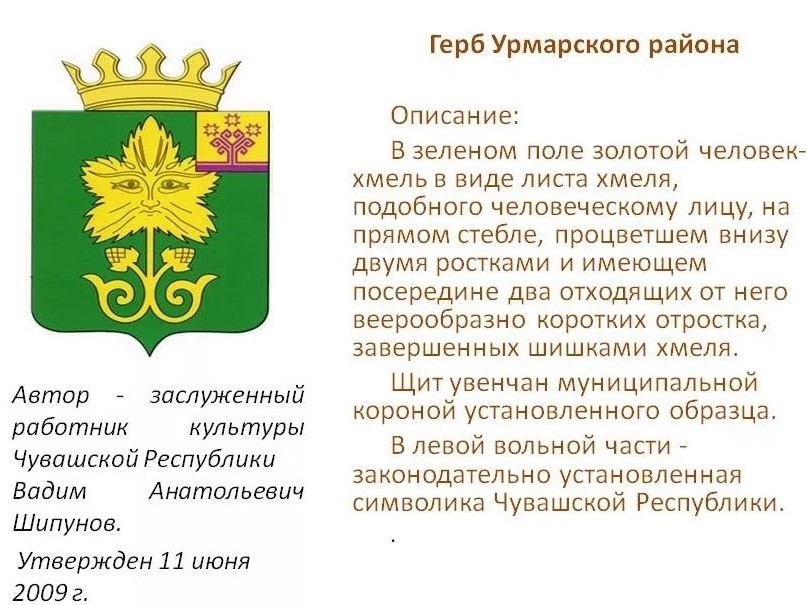 Герб Урмарского района
Описание:
В зеленом поле золотой человек-
хмель в виде листа хмеля,
подобного человеческому лицу, на
прямом стебле, процветшем внизу
двумя ростками и имеющем
посередине два отходящих от него
веерообразно коротких отростка,
завершенных шишками хмеля.
Щит увенчан муниципальной
короной установленного образца.
В левой вольной части -
законодательно установленная
символика Чувашской Республики.
.
Автор - заслуженный
работник культуры
Чувашской Республики
Вадим Анатольевич
Шипунов.
Утвержден 11 июня
2009 г.